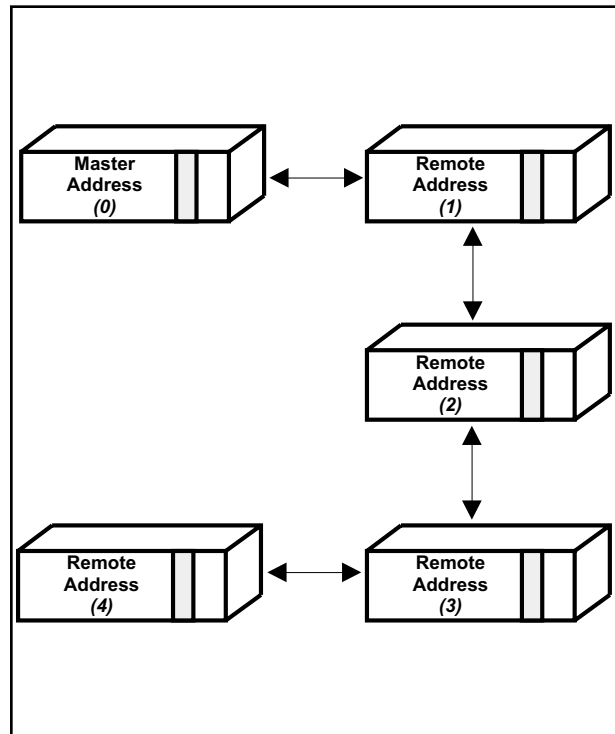 Master
Address
(0)
Remote
Address
(1)
Remote
Address
(2)
Remote
Address
(4)
Remote
Address
(3)